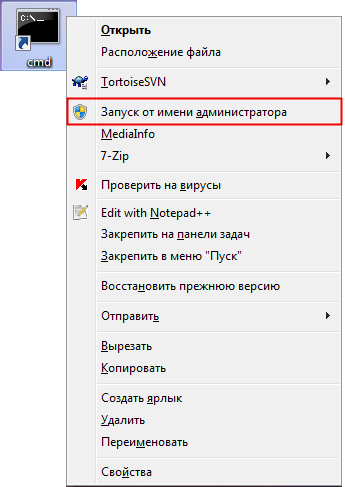 C:\.
cmd
Открыть
Расположение файла
TortoiseSVN
Запуск от имени администратора
MediaInfo
7-Zip
Проверить на вирусы
Edit with Notepad++
Закрепить на панели задач
Закрепить в меню "Пуск"
Восстановить прежнюю версию
Отправить
Вырезать
Копировать
Создать ярлык
Удалить
Переименовать
Свойства